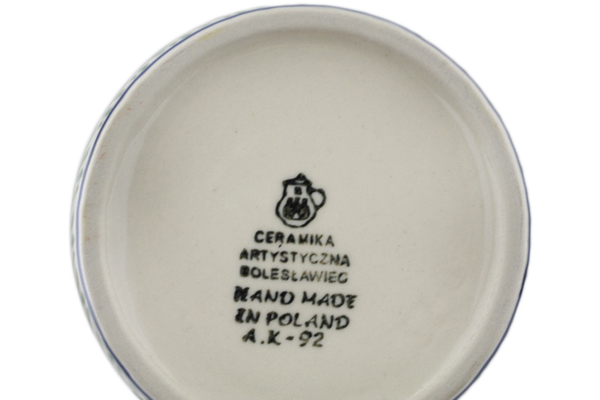 CERAMIKA
ARTYSTYCZNA
BOLESŁAWIEC
HAND MADE
IN POLAND
A.K-92